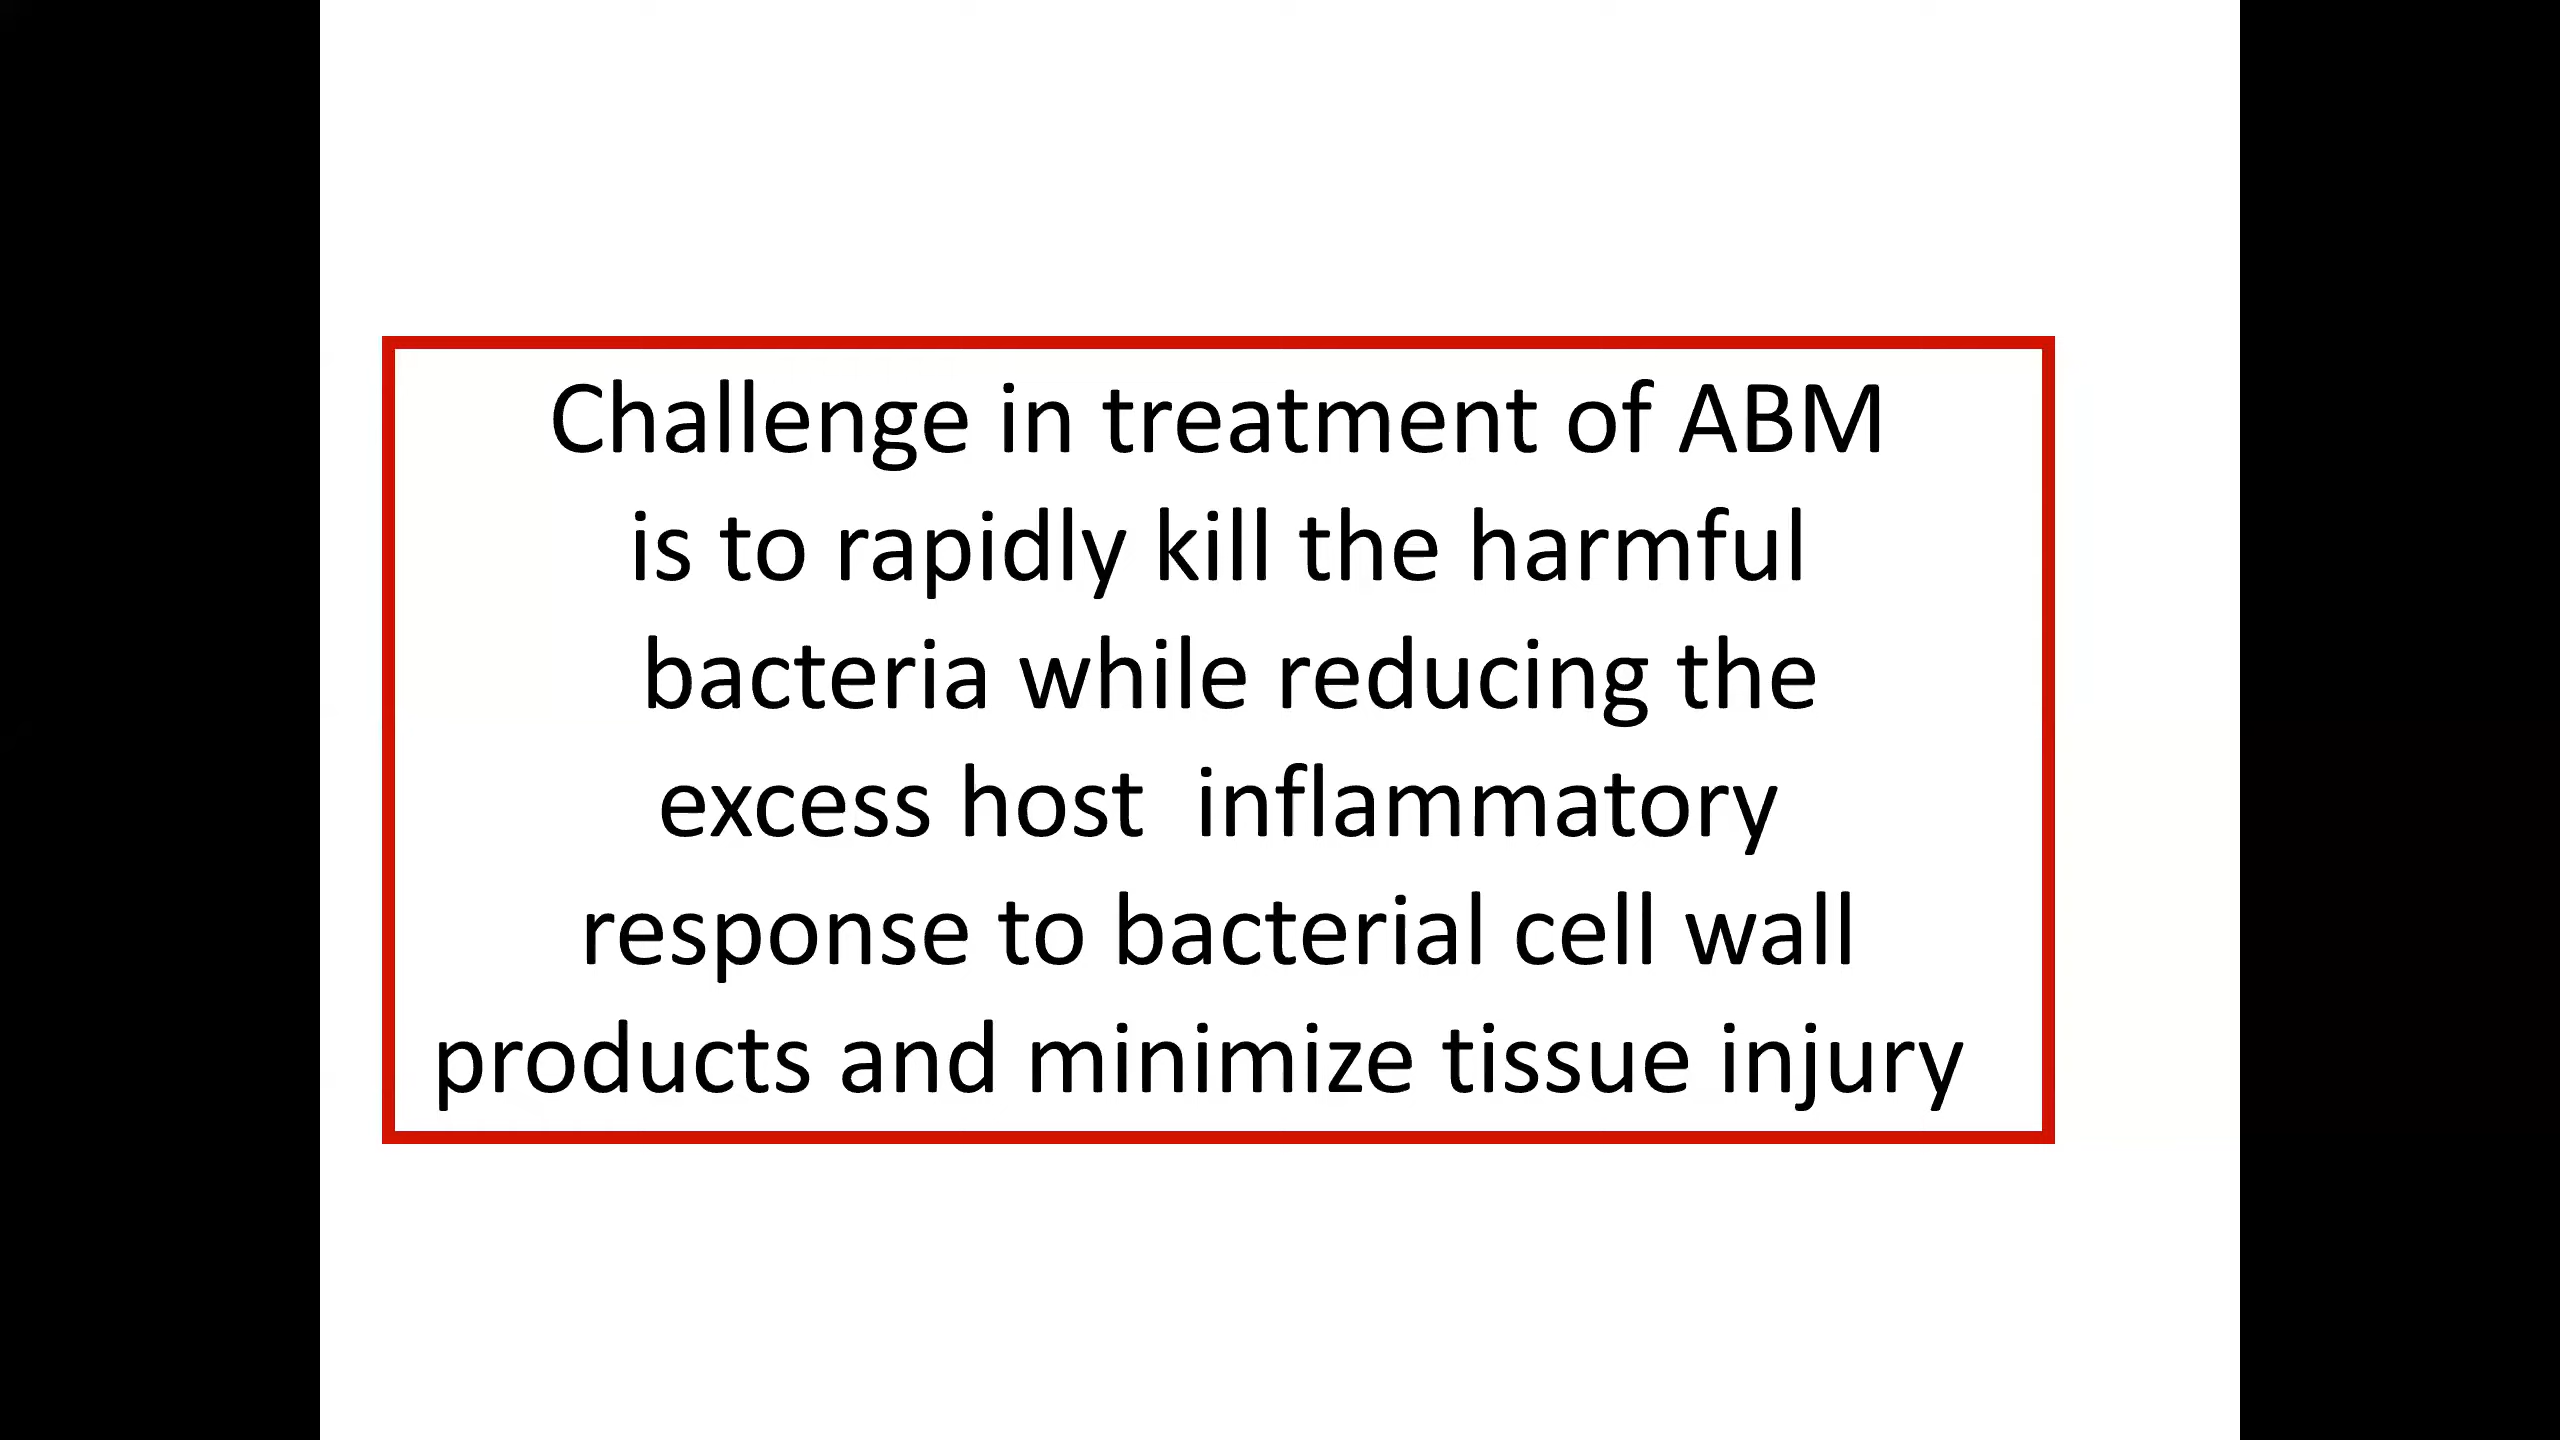 Challenge in treatment of ABM
is to rapidly kill the harmful
bacteria while reducing the
excess host  inflammatory
response to bacterial cell wall
products and minimize tissue injury